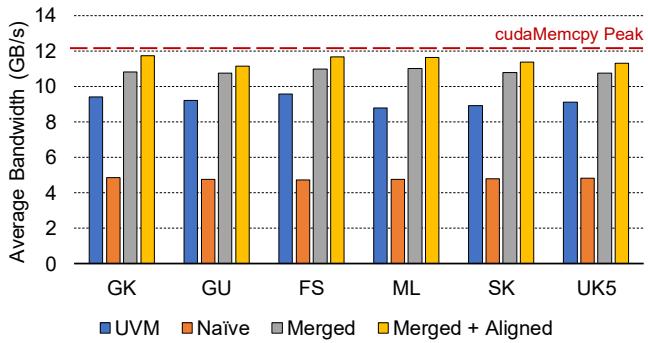 14
cudaMemcpy Peak
12
10
8
6
4
2
0
Average Bandwidth (GB/s)
GK GU FS ML SK UK5
UVM Naïve Merged Merged + Aligned